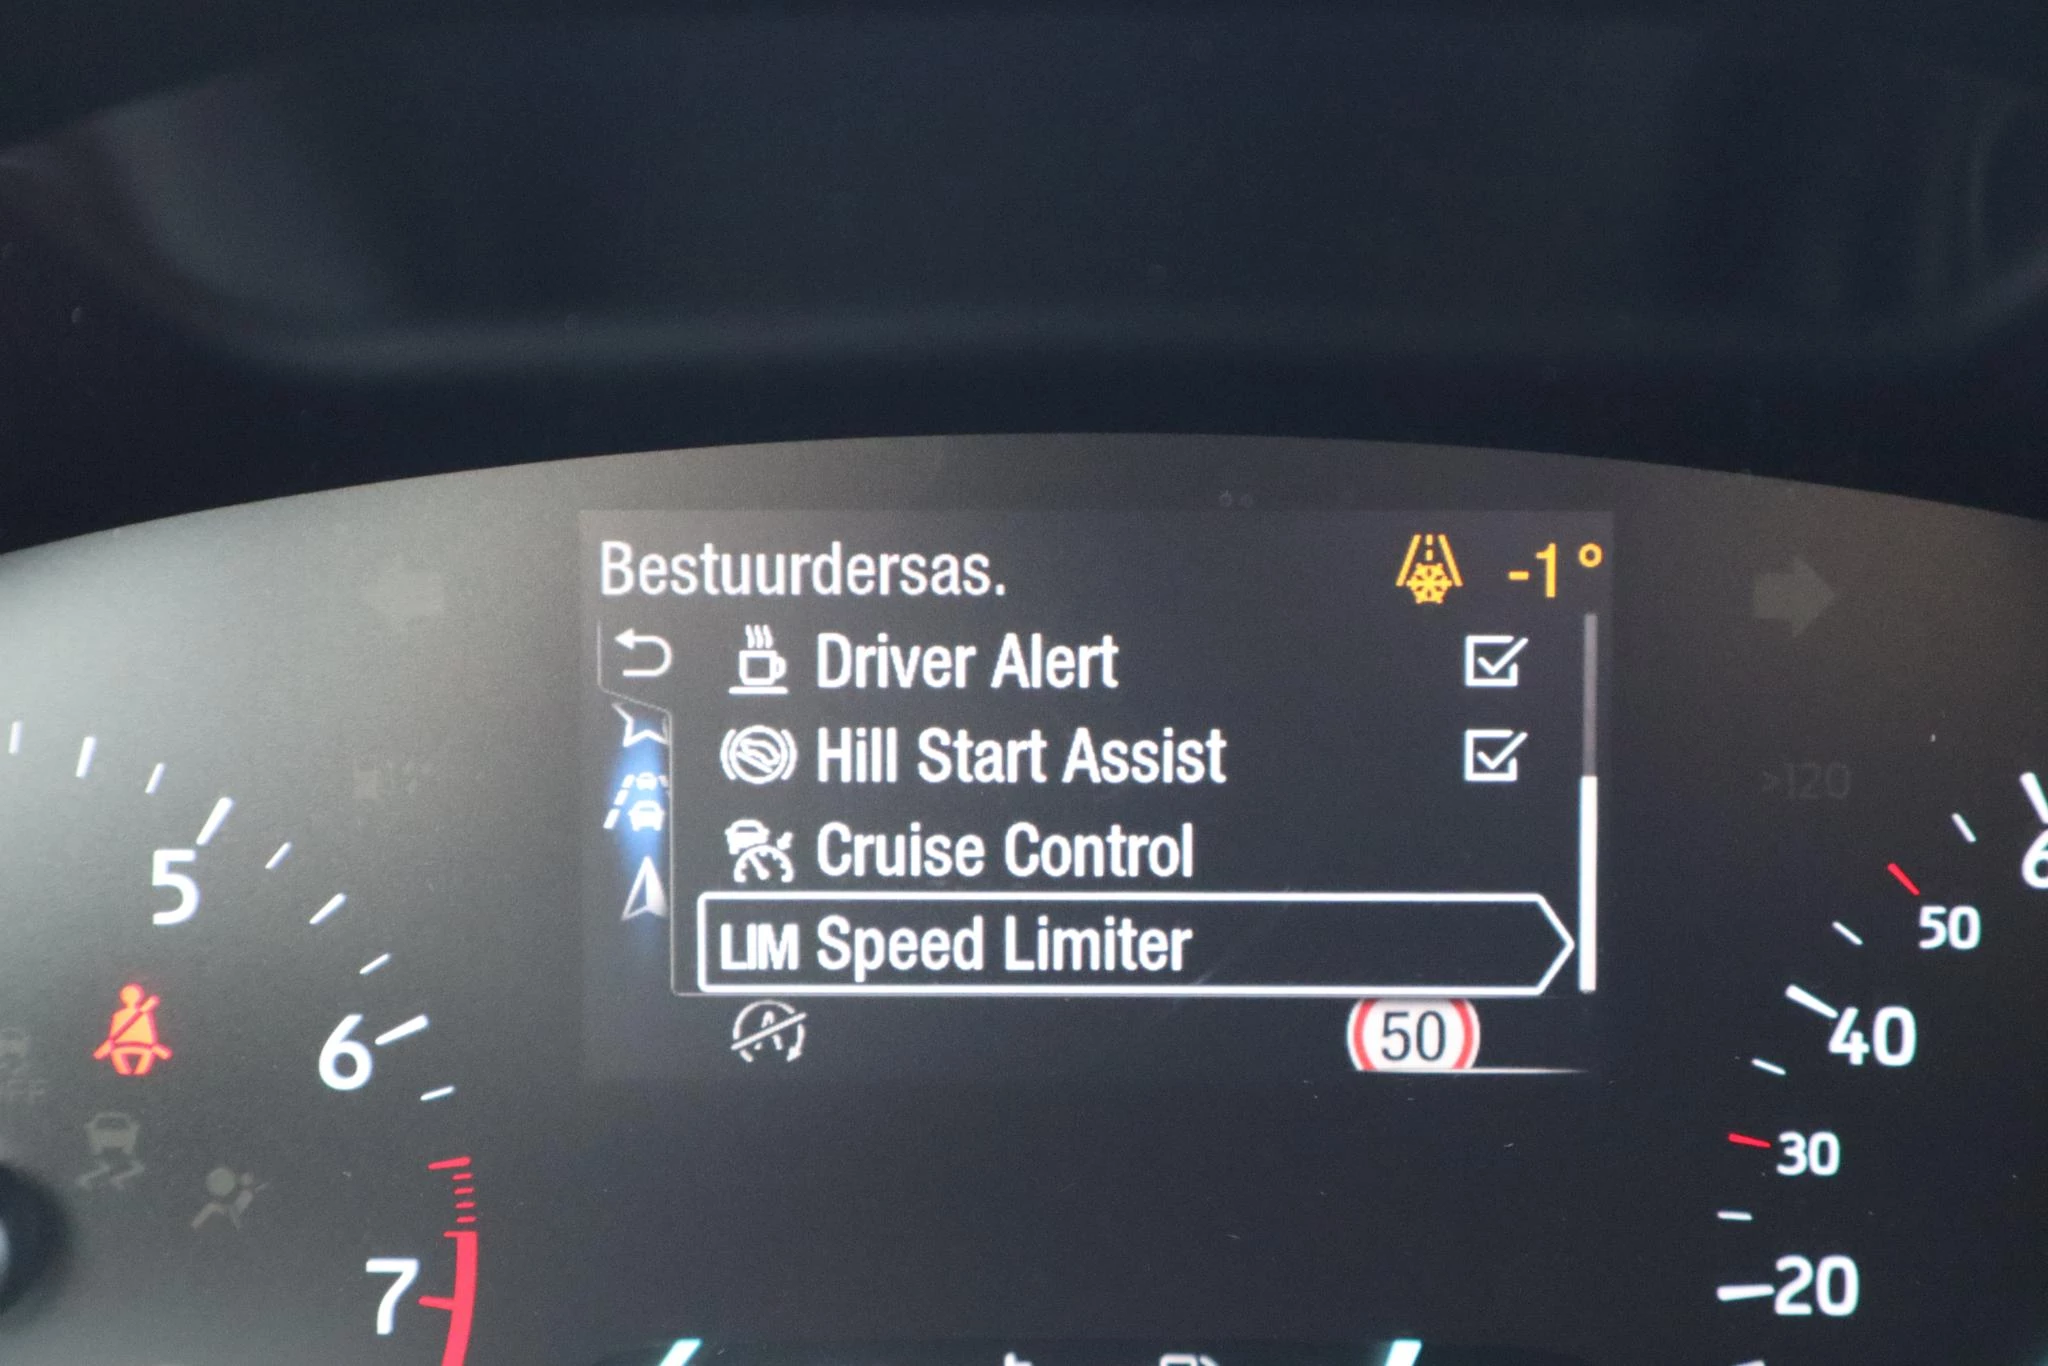 Bestuurdersas.
-1°
Driver Alert
Hill Start Assist
Cruise Control
LIM Speed Limiter
50
5
6
7
>120
50
40
30
20